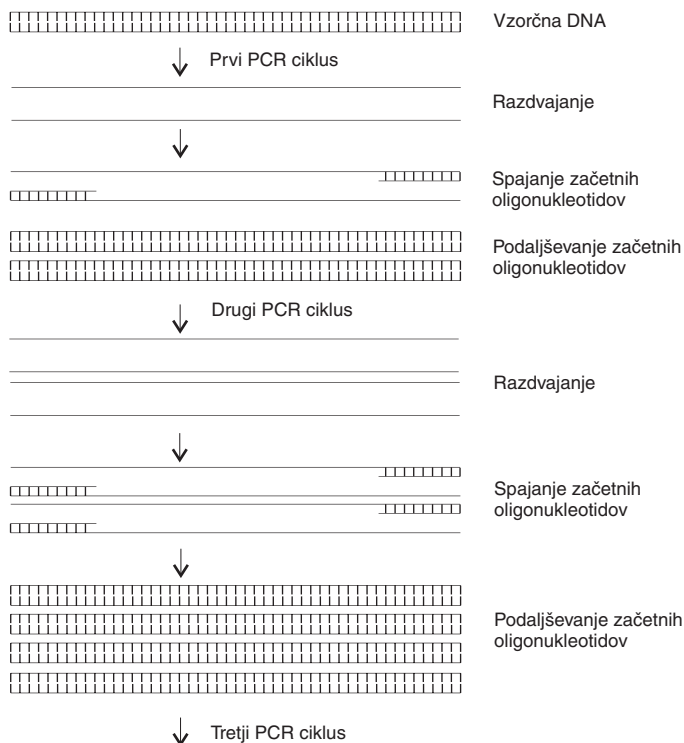 Vzorčna DNA
Prvi PCR ciklus
Razdvajanje
Spajanje začetnih
oligonukleotidov
Podaljševanje začetnih
oligonukleotidov
Drugi PCR ciklus
Razdvajanje
Spajanje začetnih
oligonukleotidov
Podaljševanje začetnih
oligonukleotidov
Tretji PCR ciklus